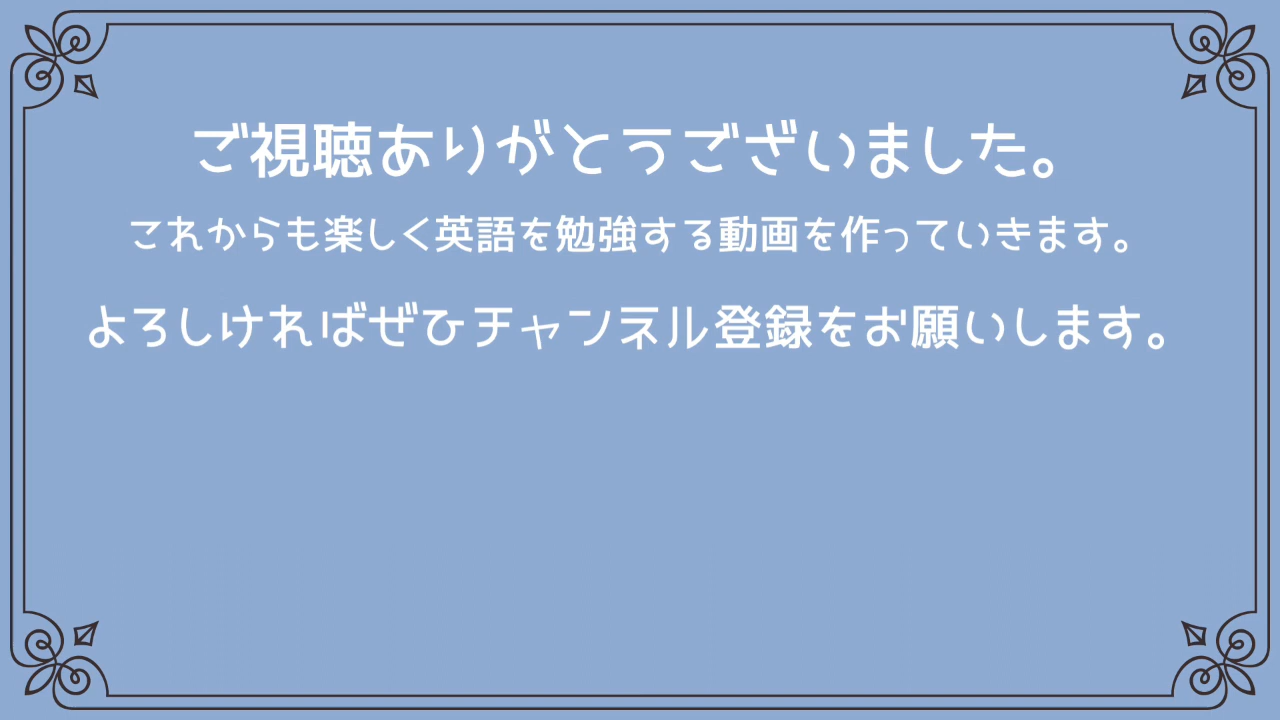 ご視聴ありがとうございました。
これからも楽しく英語を勉強する動画を作っていきます。
よろしければぜひチャンネル登録をお願いします。